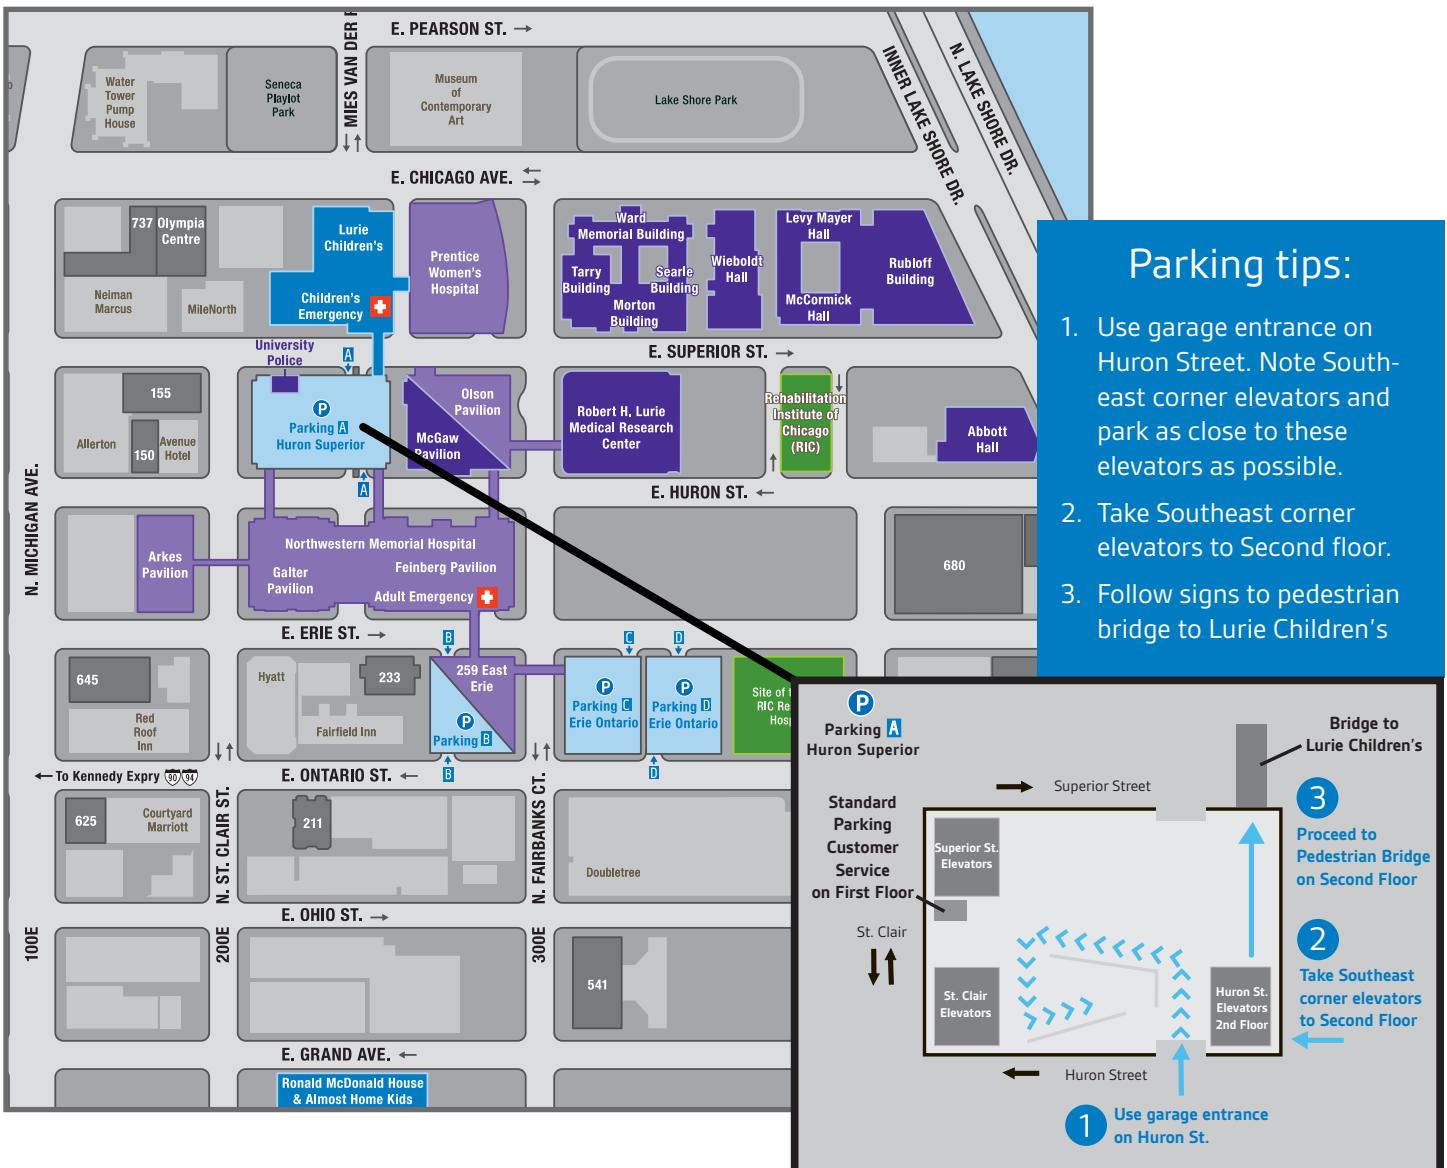 E. PEARSON ST.
MIES VAN DER
INNER LAKE SHORE DR.
N. LAKE SHORE DR.
Water
Tower
Pump
House
Seneca
Playlot
Park
Museum
of
Contemporary
Art
Lake Shore Park
E. CHICAGO AVE.
737
Olympia
Centre
Neiman
Marcus
MileNorth
Lurie
Children's
Children's
Emergency
Prentice
Women's
Hospital
Ward
Memorial Building
Tarry
Building
Searle
Building
Morton
Building
Wieboldt
Hall
Levy Mayer
Hall
McCormick
Hall
Rubloff
Building
University
Police
A
E. SUPERIOR ST.
155
Allerton
150
Avenue
Hotel
P
Parking A
Huron Superior
A
Olson
Pavilion
McGaw
Pavilion
Robert H. Lurie
Medical Research
Center
Rehabilitation
Institute of
Chicago
(RIC)
Abbott
Hall
E. HURON ST.
N. MICHIGAN AVE.
Arkes
Pavilion
Northwestern Memorial Hospital
Galter
Pavilion
Feinberg Pavilion
Adult Emergency
680
E. ERIE ST.
B
C
D
645
Red
Roof
Inn
Hyatt
233
Fairfield Inn
259 East
Erie
P
Parking B
P
Parking C
Erie Ontario
P
Parking D
Erie Ontario
Site of t
RIC Re
Hosp
B
D
To Kennedy Expry 90 94
E. ONTARIO ST.
N. ST. CLAIR ST.
N. FAIRBANKS CT.
625
Courtyard
Marriott
211
Doubletree
E. OHIO ST.
100E
200E
300E
541
E. GRAND AVE.
Ronald McDonald House
& Almost Home Kids
Parking tips:
1. Use garage entrance on
Huron Street. Note South-
east corner elevators and
park as close to these
elevators as possible.
2. Take Southeast corner
elevators to Second floor.
3. Follow signs to pedestrian
bridge to Lurie Children's
P
Parking A
Huron Superior
Bridge to
Lurie Children's
Superior Street
Standard
Parking
Customer
Service
on First Floor
Superior St.
Elevators
3
Proceed to
Pedestrian Bridge
on Second Floor
St. Clair
St. Clair
Elevators
Huron St.
Elevators
2nd Floor
2
Take Southeast
corner elevators
to Second Floor
Huron Street
1
Use garage entrance
on Huron St.